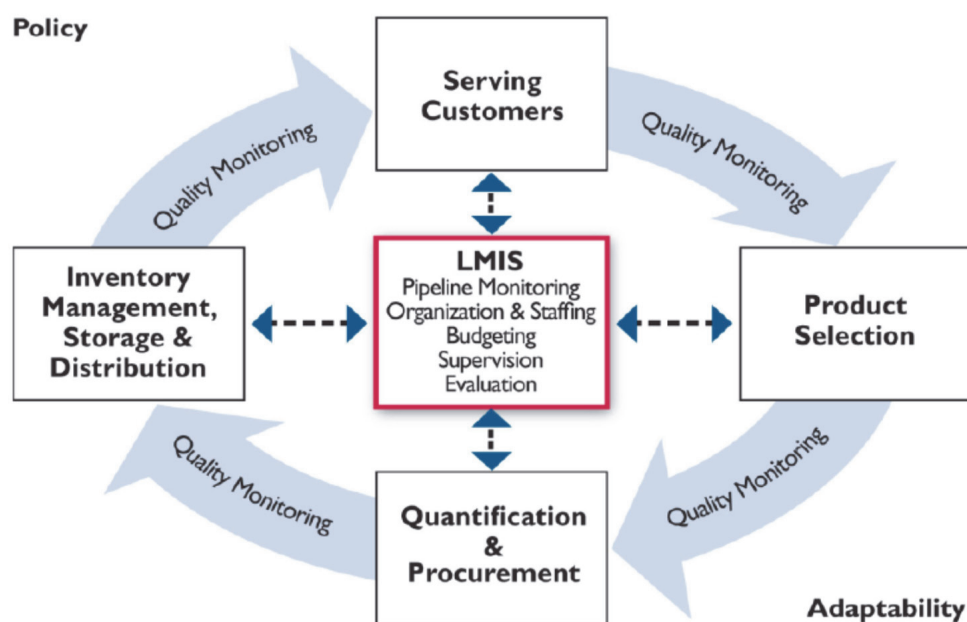 Policy
Serving
Customers
Quality Monitoring
Quality Monitoring
Inventory
Management,
Storage &
Distribution
LMIS
Pipeline Monitoring
Organization & Staffing
Budgeting
Supervision
Evaluation
Product
Selection
Quality Monitoring
Quality Monitoring
Quantification
&
Procurement
Adaptability